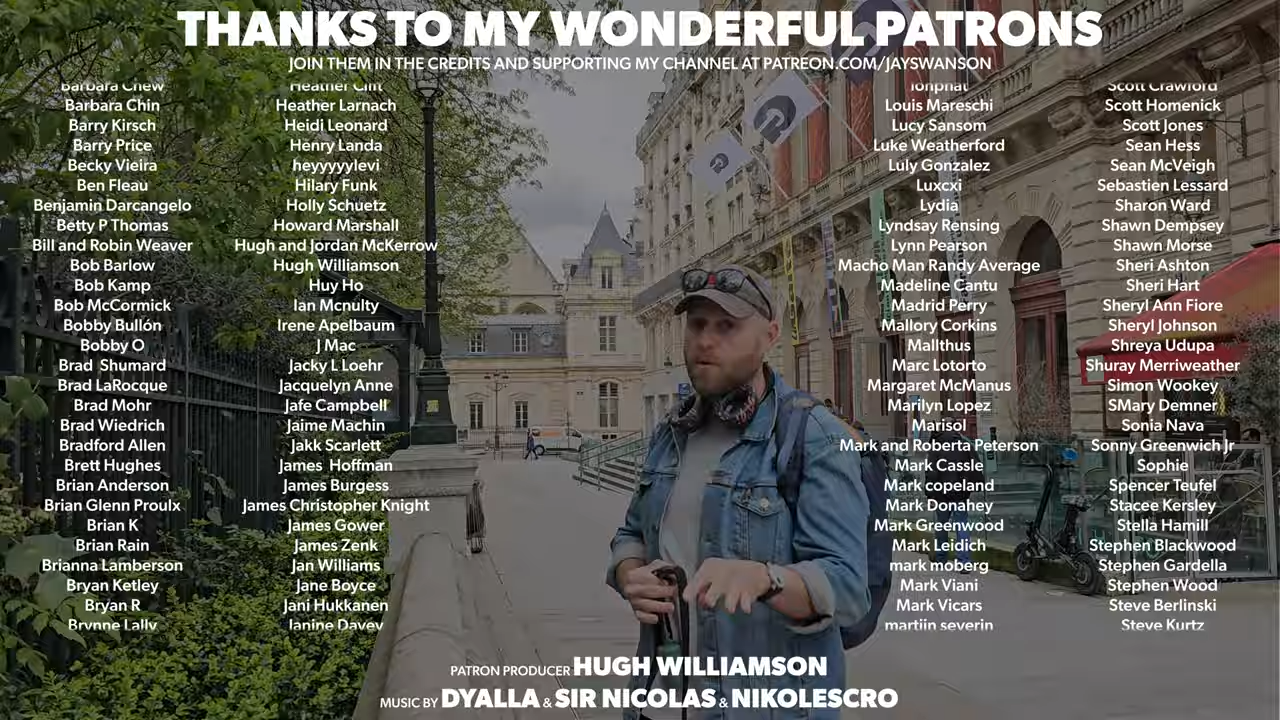 THANKS TO MY WONDERFUL PATRONS
JOIN THEM IN THE CREDITS AND SUPPORTING MY CHANNEL AT PATREON.COM/JAYSWANSON
Barbara Chew
Barbara Chin
Barry Kirsch
Barry Price
Becky Vieira
Ben Fleau
Benjamin Darcangelo
Betty P Thomas
Bill and Robin Weaver
Bob Barlow
Bob Kamp
Bob McCormick
Bobby Bullón
Bobby O
Brad Shumard
Brad LaRocque
Brad Mohr
Brad Wiedrich
Bradford Allen
Brett Hughes
Brian Anderson
Brian Glenn Proulx
Brian K
Brian Rain
Brianna Lamberson
Bryan Ketley
Bryan R
Brynne Lally
Heather Clift
Heather Larnach
Heidi Leonard
Henry Landa
heyyyyylevi
Hilary Funk
Holly Schuetz
Howard Marshall
Hugh and Jordan McKerrow
Hugh Williamson
Huy Ho
Ian Mcnulty
Irene Apelbaum
J Mac
Jacky L Loehr
Jacquelyn Anne
Jafe Campbell
Jaime Machin
Jakk Scarlett
James Hoffman
James Burgess
James Christopher Knight
James Gower
James Zenk
Jan Williams
Jane Boyce
Jani Hukkanen
Janine Davey
Louis Mareschi
Lucy Sansom
Luke Weatherford
Luly Gonzalez
Luxcxi
Lydia
Lyndsay Rensing
Lynn Pearson
Macho Man Randy Average
Madeline Cantu
Madrid Perry
Mallory Corkins
Mallthus
Marc Lotorto
Margaret McManus
Marilyn Lopez
Marisol
Mark and Roberta Peterson
Mark Cassle
Mark copeland
Mark Donahey
Mark Greenwood
Mark Leidich
mark moberg
Mark Viani
Mark Vicars
martijn severin
Scott Crawford
Scott Homenick
Scott Jones
Sean Hess
Sean McVeigh
Sebastien Lessard
Sharon Ward
Shawn Dempsey
Shawn Morse
Sheri Ashton
Sheri Hart
Sheryl Ann Fiore
Sheryl Johnson
Shreya Udupa
Shuray Merriweather
Simon Wookey
SMary Demner
Sonia Nava
Sonny Greenwich Jr
Sophie
Spencer Teufel
Stacee Kersley
Stella Hamill
Stephen Blackwood
Stephen Gardella
Stephen Wood
Steve Berlinski
Steve Kurtz
PATRON PRODUCER HUGH WILLIAMSON
MUSIC BY DYALLA & SIR NICOLAS & NIKOLESCRO